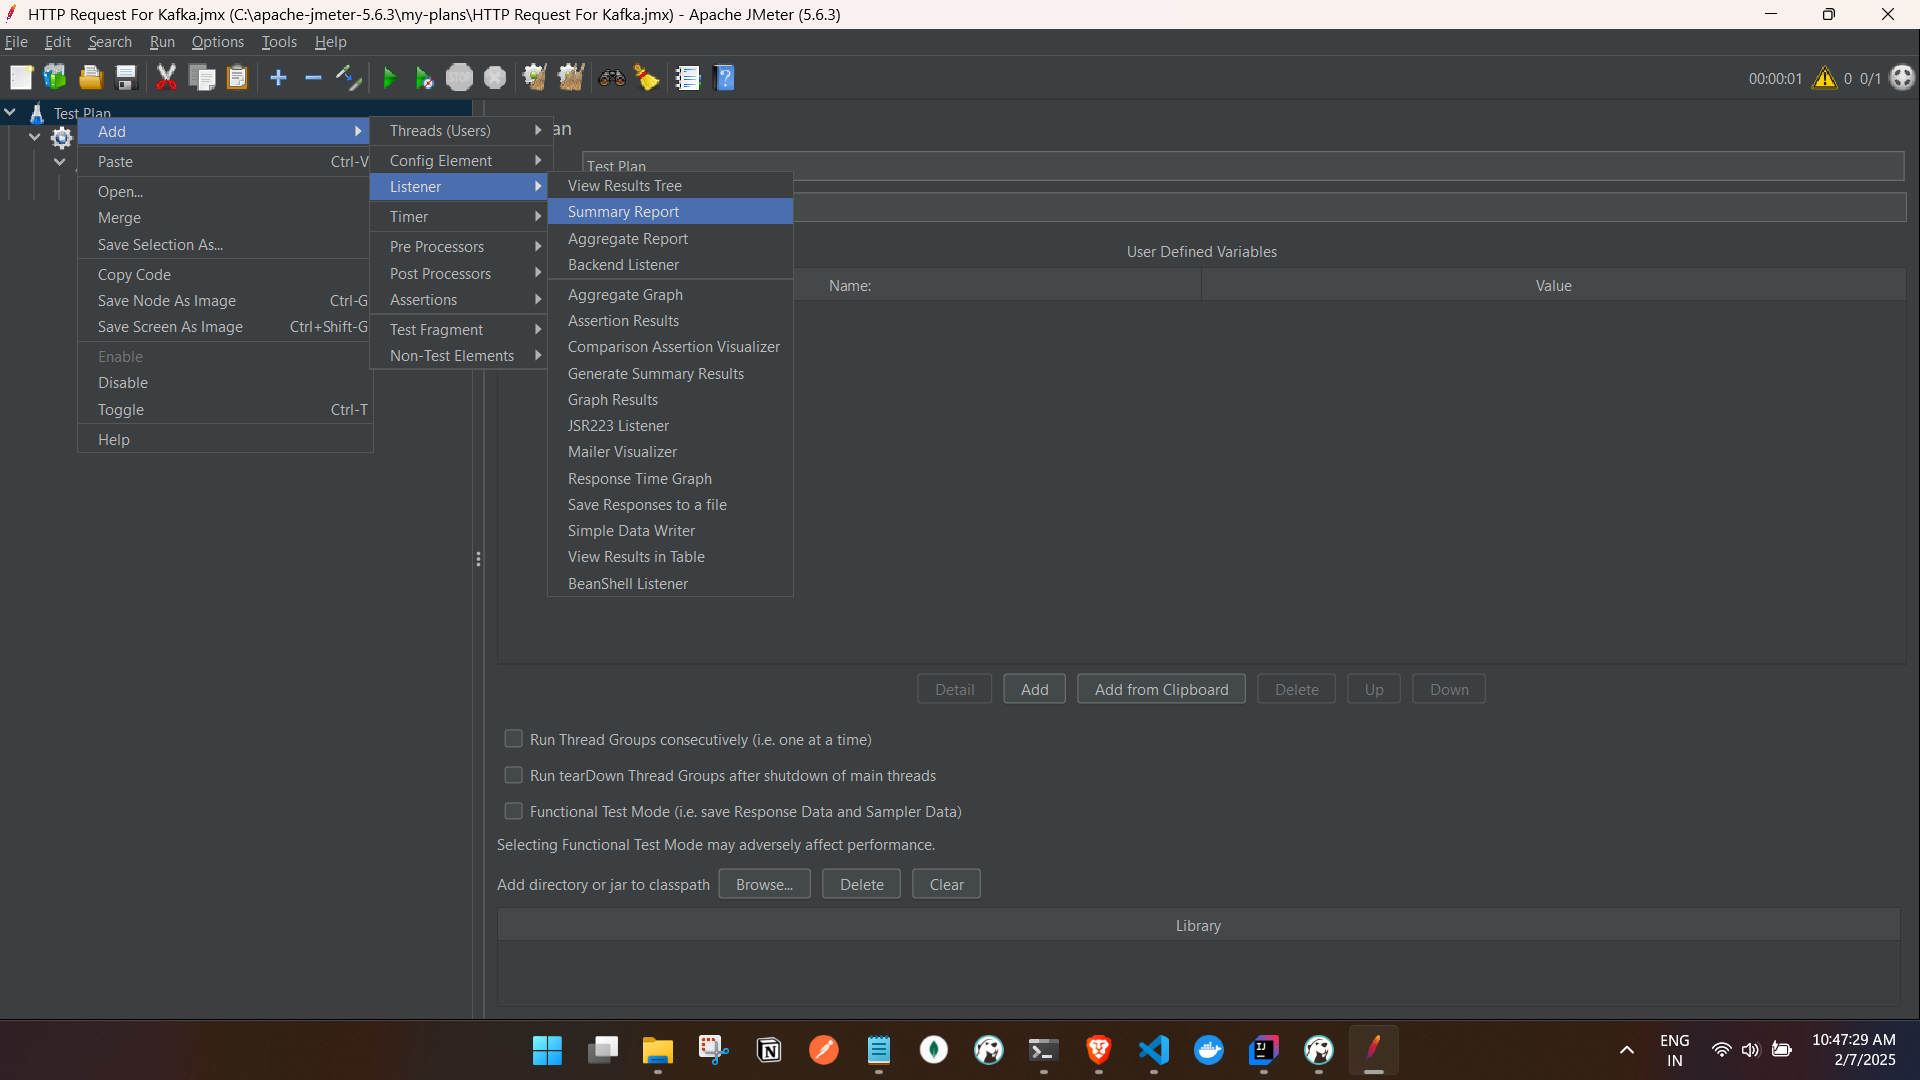 HTTP Request For Kafka.jmx (C:\apache-jmeter-5.6.3\my-plans\HTTP Request For Kafka.jmx) - Apache JMeter (5.6.3)
File Edit Search Run Options Tools Help
STOP
00:00:01 0 0/1
Test Plan
Add
Paste Ctrl-V
Open...
Merge
Save Selection As...
Copy Code
Save Node As Image Ctrl-G
Save Screen As Image Ctrl+Shift-G
Enable
Disable
Toggle Ctrl-T
Help
Threads (Users)
Config Element
Listener
Timer
Pre Processors
Post Processors
Assertions
Test Fragment
Non-Test Elements
View Results Tree
Summary Report
Aggregate Report
Backend Listener
Aggregate Graph
Assertion Results
Comparison Assertion Visualizer
Generate Summary Results
Graph Results
JSR223 Listener
Mailer Visualizer
Response Time Graph
Save Responses to a file
Simple Data Writer
View Results in Table
BeanShell Listener
an
Test Plan
User Defined Variables
Name: Value
Detail Add Add from Clipboard Delete Up Down
Run Thread Groups consecutively (i.e. one at a time)
Run tearDown Thread Groups after shutdown of main threads
Functional Test Mode (i.e. save Response Data and Sampler Data)
Selecting Functional Test Mode may adversely affect performance.
Add directory or jar to classpath Browse... Delete Clear
Library
ENG
IN
10:47:29 AM
2/7/2025